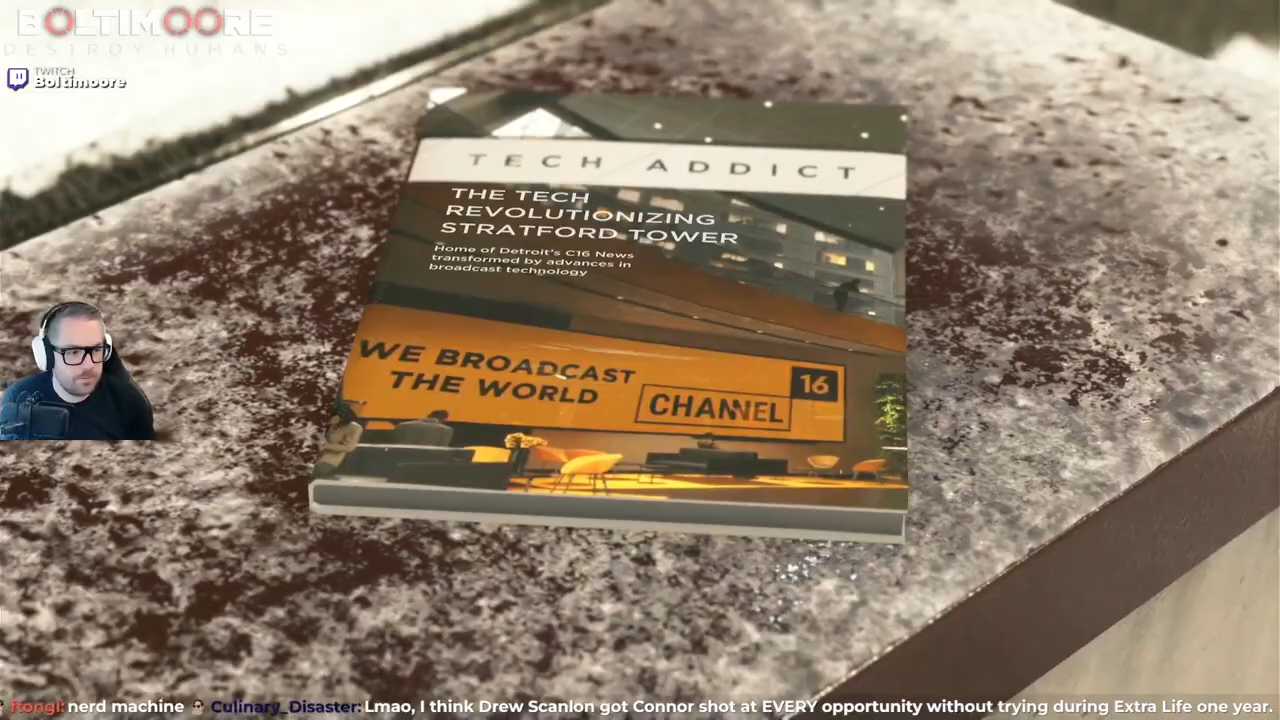 BOLTIMOORE
DESTROY HUMANS
TWITCH
Boltimoore
TECH ADDICT
THE TECH
REVOLUTIONIZING
STRATFORD TOWER
Home of Detroit's C16 News
transformed by advances in
broadcast technology
WE BROADCAST
THE WORLD
CHANNEL
16
ftongl: nerd machine Culinary_Disaster: Lmao, I think Drew Scanlon got Connor shot at EVERY opportunity without trying during Extra Life one year.